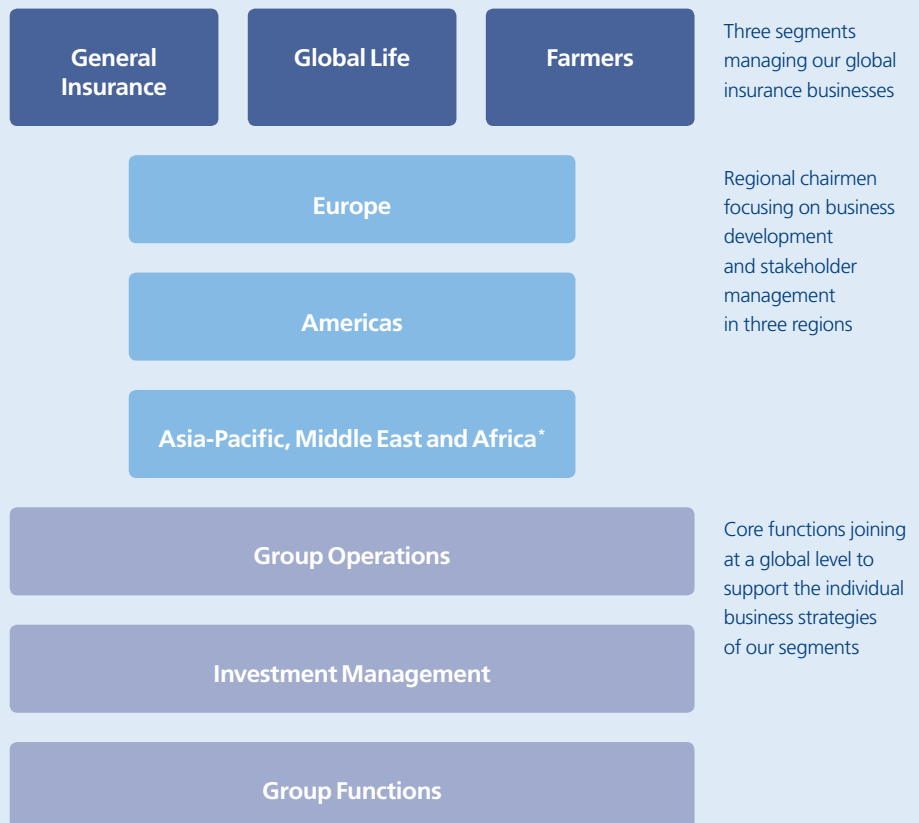 General
Insurance
Global Life
Farmers
Three segments
managing our global
insurance businesses
Europe
Americas
Asia-Pacific, Middle East and Africa*
Regional chairmen
focusing on business
development
and stakeholder
management
in three regions
Group Operations
Investment Management
Group Functions
Core functions joining
at a global level to
support the individual
business strategies
of our segments